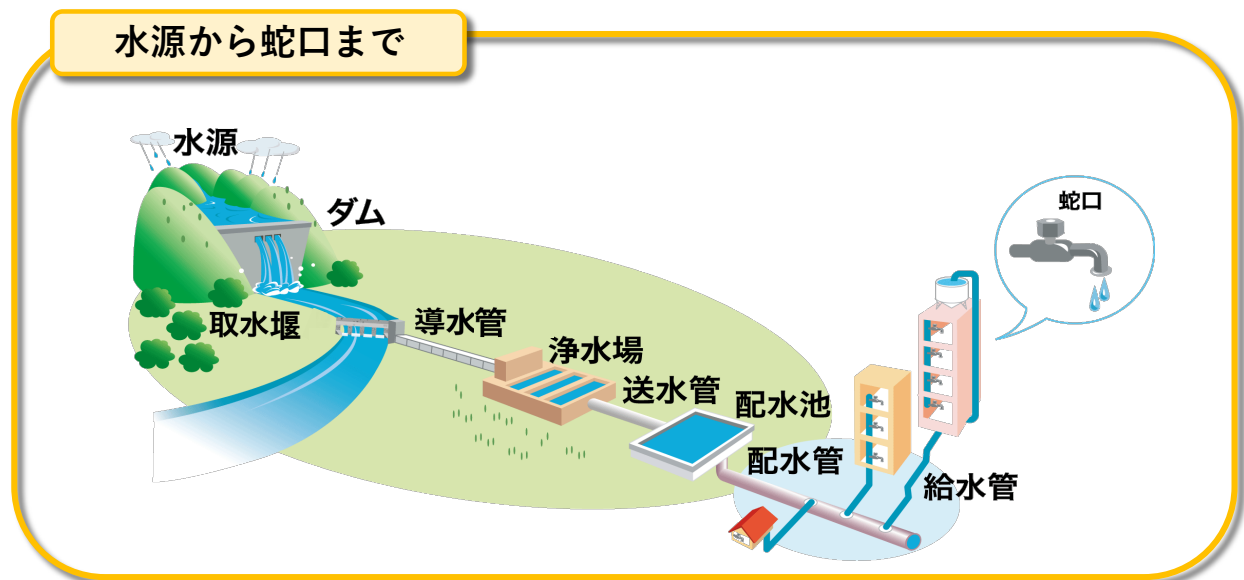 水源から蛇口まで
水源
ダム
蛇口
取水堰
導水管
浄水場
送水管
配水池
配水管
給水管